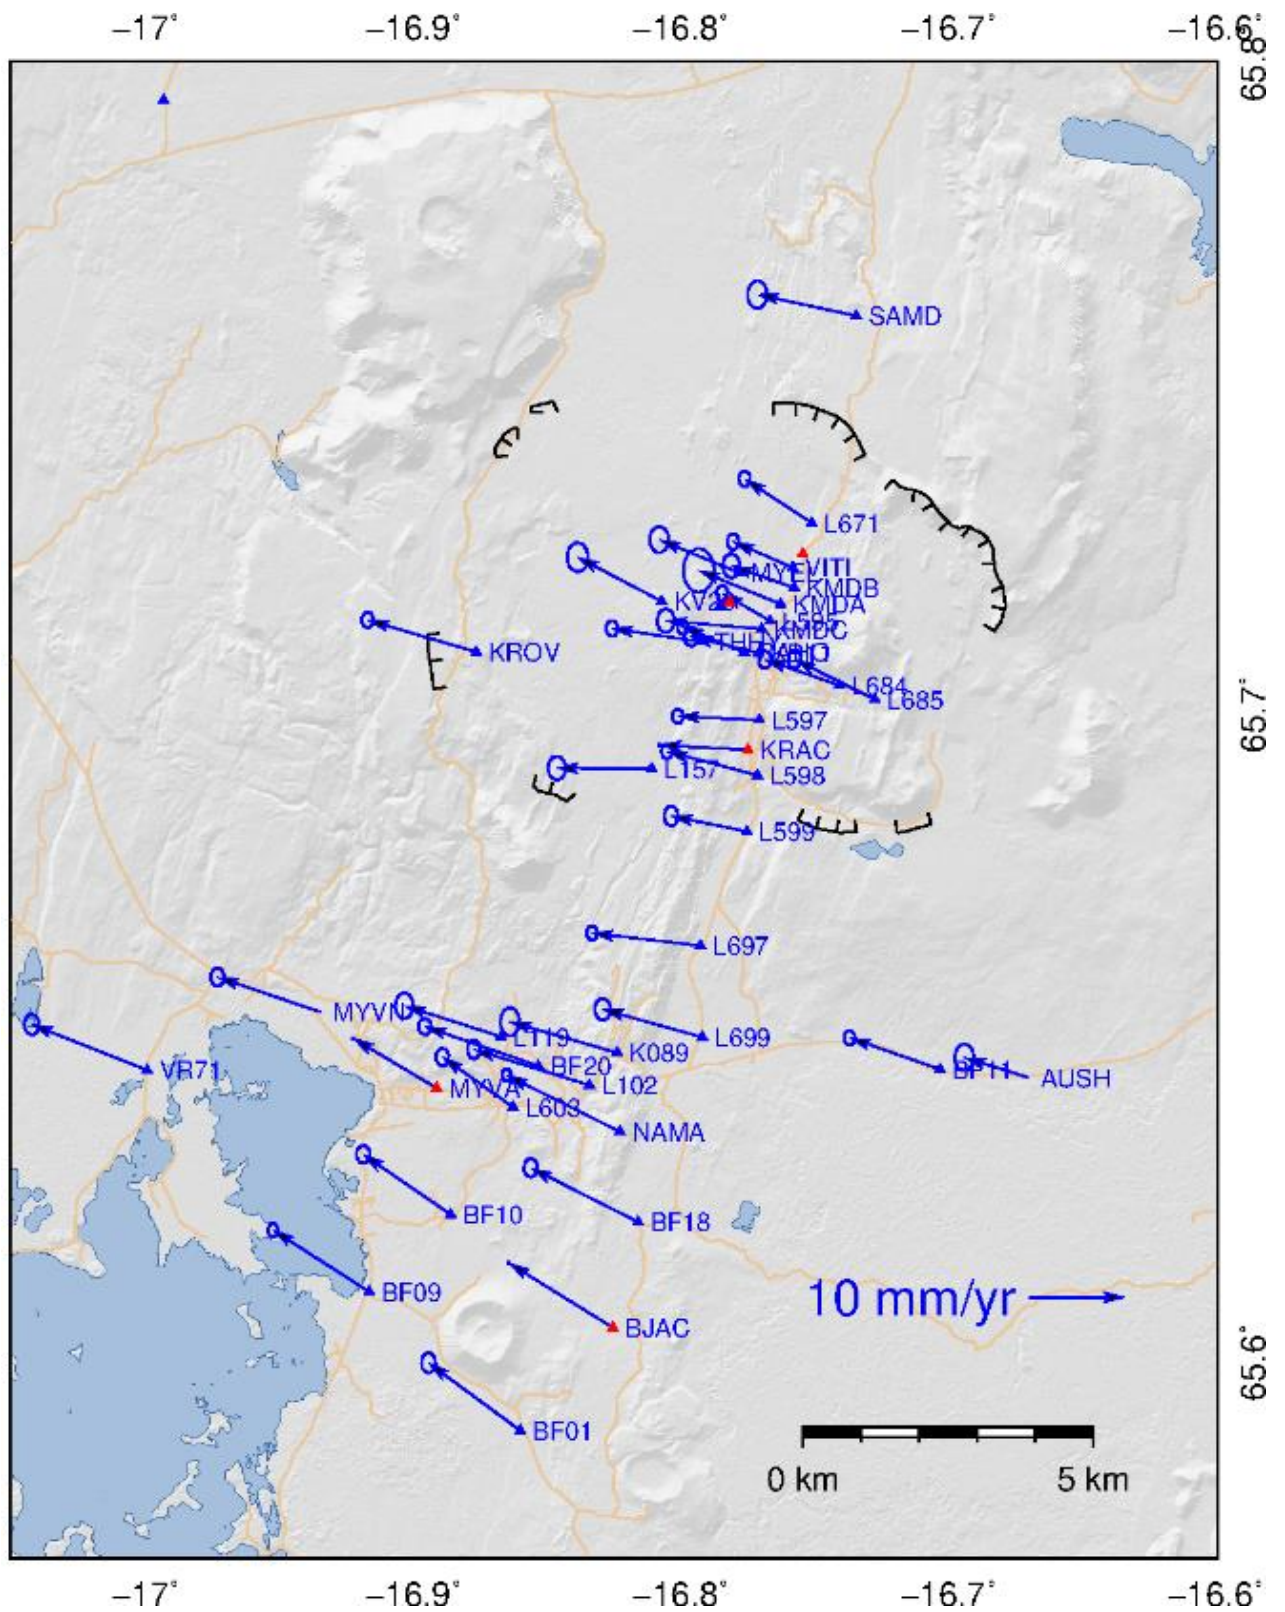 −17˚ −16.9˚ −16.8˚ −16.7˚ −16.6˚
65.8˚
SAMD
L671
VITI
KMDB
KMDA
L595
KMDC
KROV
L684
L685
65.7˚
L597
KRAC
L157
L598
L599
L697
MYVN
L119
K089
L699
VR71
BF20
BF11
AUSH
MYVA
L102
L603
NAMA
BF10
BF18
BF09
10 mm/yr
BJAC
65.6˚
BF01
0 km 5 km
−17˚ −16.9˚ −16.8˚ −16.7˚ −16.6˚